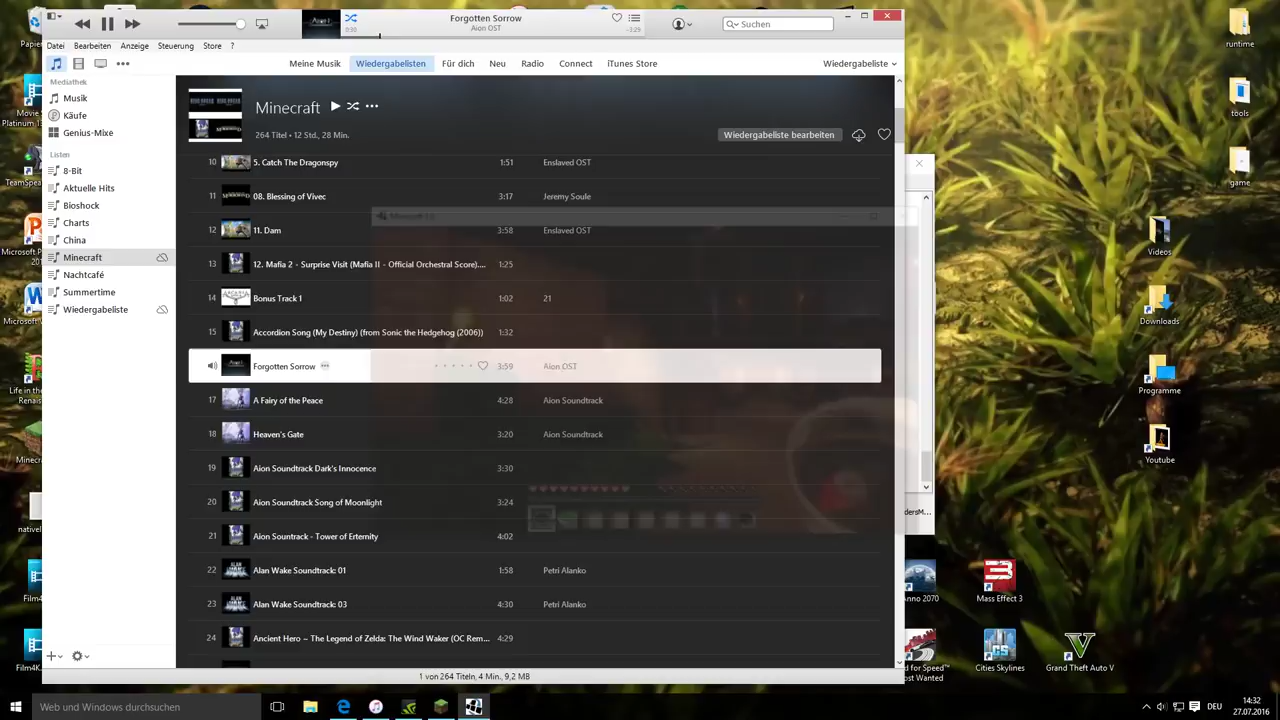 Forgotten Sorrow
Aion OST
0:30
-1:29
Suchen
Datei Bearbeiten Anzeige Steuerung Store ?
Meine Musik Wiedergabelisten Für dich Neu Radio Connect iTunes Store Wiedergabeliste
Mediathek
Musik
Käufe
Genius-Mixe
Listen
8-Bit
Aktuelle Hits
Bioshock
Charts
China
Minecraft
Nachtcafé
Summertime
Wiedergabeliste
Minecraft
264 Titel • 12 Std., 28 Min.
Wiedergabeliste bearbeiten
10 5. Catch The Dragonspy 1:51 Enslaved OST
11 08. Blessing of Vivec 3:17 Jeremy Soule
12 11. Dam 3:58 Enslaved OST
13 12. Mafia 2 - Surprise Visit (Mafia II - Official Orchestral Score).... 1:25
14 Bonus Track 1 1:02 21
15 Accordion Song (My Destiny) (from Sonic the Hedgehog (2006)) 1:32
Forgotten Sorrow 3:59 Aion OST
17 A Fairy of the Peace 4:28 Aion Soundtrack
18 Heaven's Gate 3:20 Aion Soundtrack
19 Aion Soundtrack Dark's Innocence 3:30
20 Aion Soundtrack Song of Moonlight 3:24
21 Aion Sountrack - Tower of Erternity 4:02
22 Alan Wake Soundtrack: 01 1:58 Petri Alanko
23 Alan Wake Soundtrack: 03 4:30 Petri Alanko
24 Ancient Hero ~ The Legend of Zelda: The Wind Waker (OC Rem... 4:29
1 von 264 Titeln, 4 Min., 9,2 MB
runtime
tools
game
Videos
Downloads
Programme
Youtube
Anno 2070
Mass Effect 3
Cities Skylines
Grand Theft Auto V
Web und Windows durchsuchen
DEU
14:32
27.07.2016